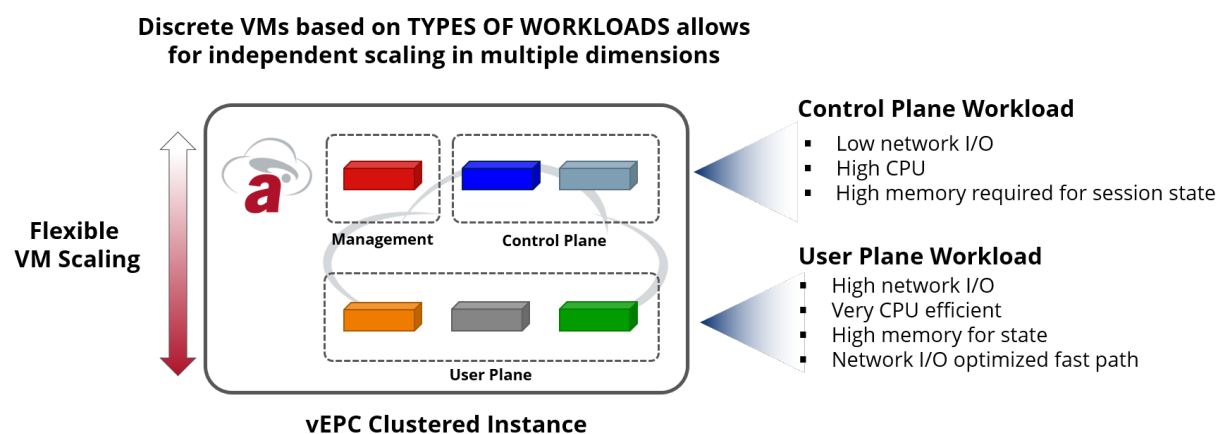 Discrete VMs based on TYPES OF WORKLOADS allows
for independent scaling in multiple dimensions
Flexible
VM Scaling
a
Management
Control Plane
User Plane
vEPC Clustered Instance
Control Plane Workload
▪ Low network I/O
▪ High CPU
▪ High memory required for session state
User Plane Workload
▪ High network I/O
▪ Very CPU efficient
▪ High memory for state
▪ Network I/O optimized fast path